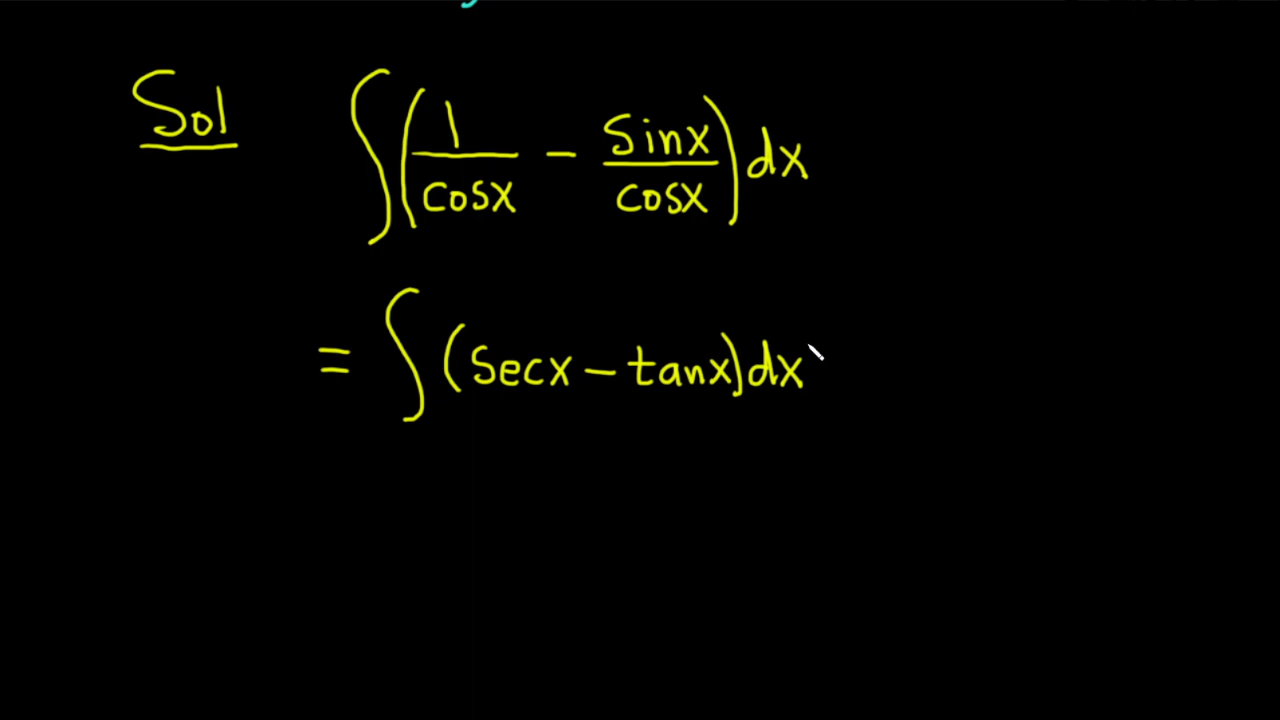 Sol ∫(1/cosx − sinx/cosx)dx
= ∫(secx − tanx)dx